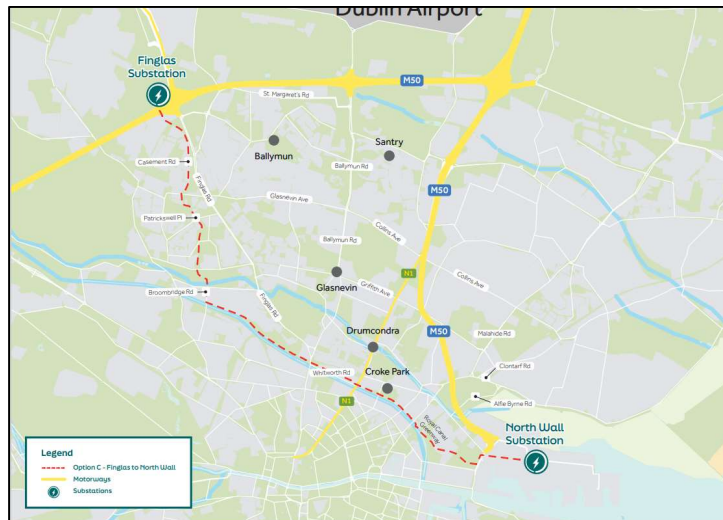 Dublin Airport
Finglas
Substation
M50
St. Margaret's Rd
Santry
Ballymun
Casement Rd
Ballymun Rd
M50
Finglas Rd
Glasnevin Ave
Patrickswell Pl
Collins Ave
Ballymun Rd
N1
Collins Ave
Glasnevin
Griffith Ave
Broombridge Rd
Finglas Rd
M50
Malahide Rd
Drumcondra
Clontarf Rd
Whitworth Rd
Croke Park
N1
Alfie Byrne Rd
Royal Canal
Greenway
North Wall
Substation
Legend
Option C - Finglas to North Wall
Motorways
Substations